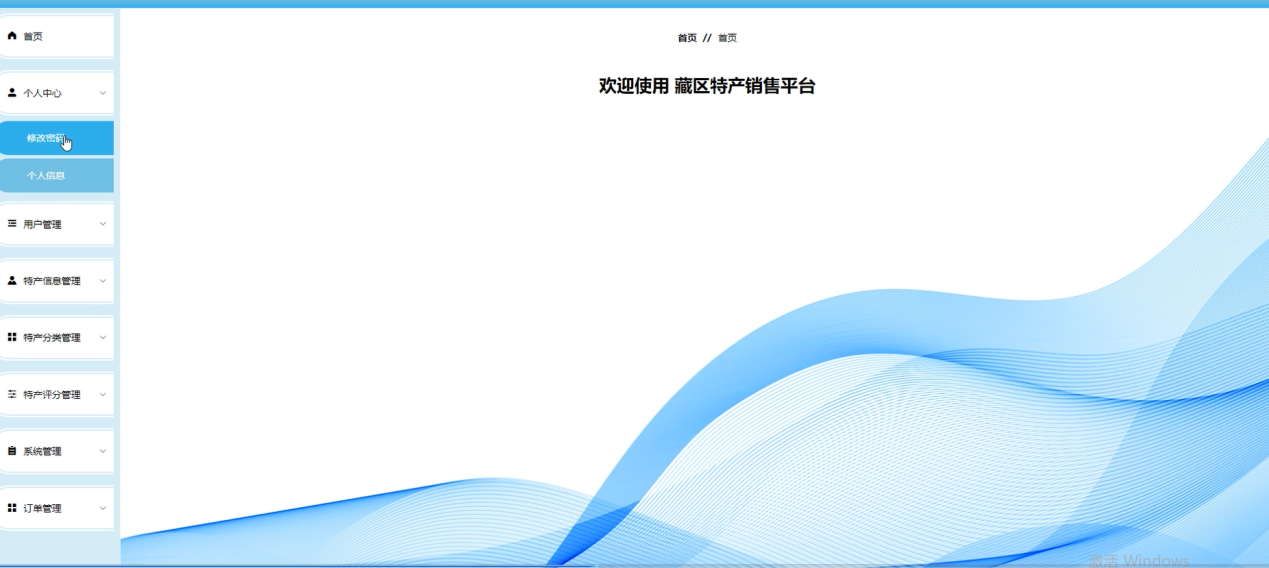 首页
个人中心
修改密码
个人信息
用户管理
特产信息管理
特产分类管理
特产评分管理
系统管理
订单管理
首页 // 首页
欢迎使用 藏区特产销售平台
激活 Windows